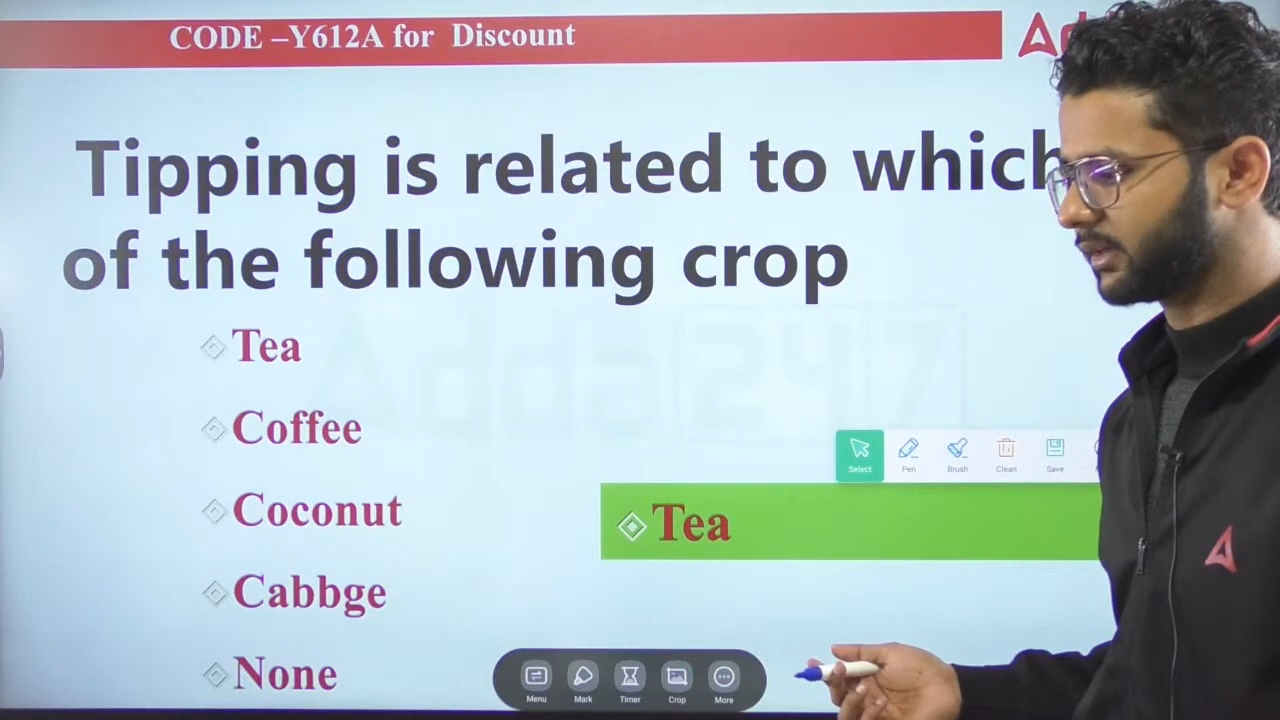 CODE –Y612A for Discount
Tipping is related to which
of the following crop
Tea
Coffee
Coconut
Cabbge
None
Tea
Select
Pen
Brush
Clean
Save
Menu
Mark
Timer
Crop
More
Adda247